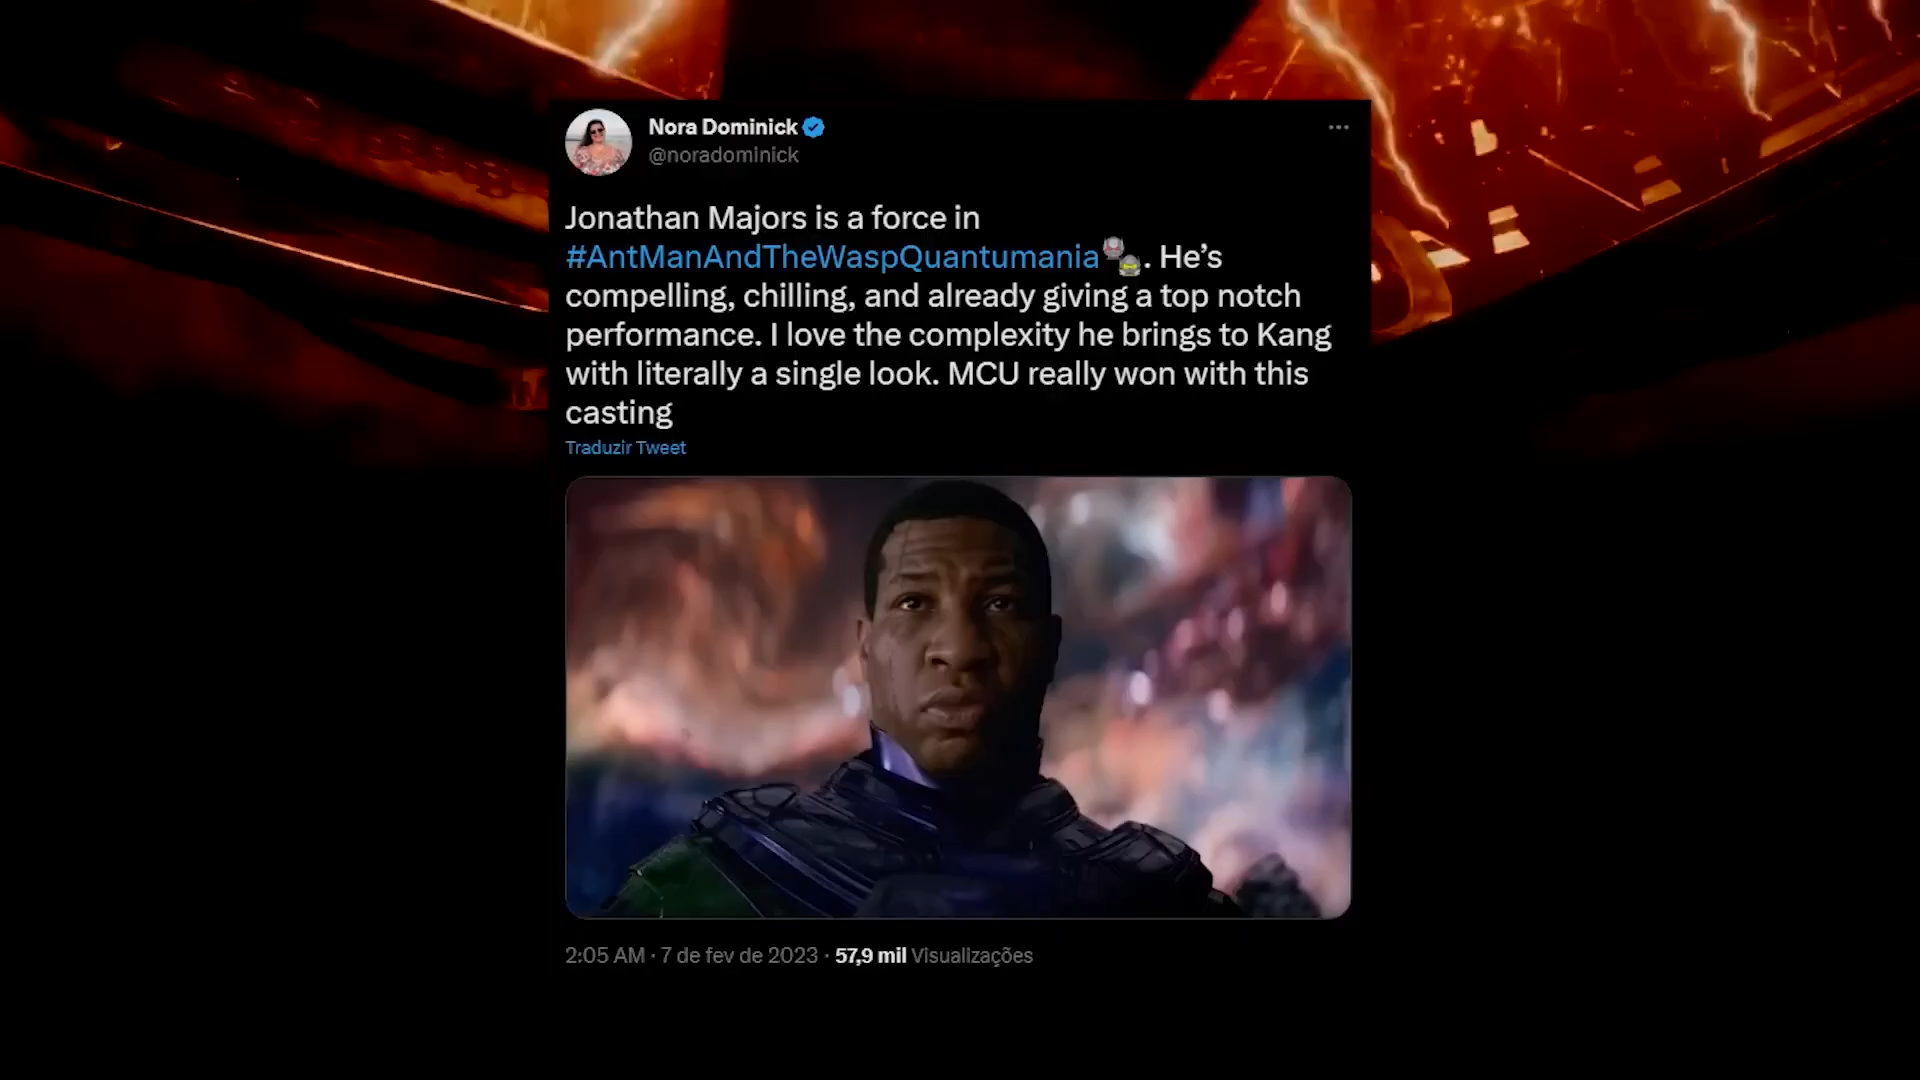 Nora Dominick
@noradominick
Jonathan Majors is a force in
#AntManAndTheWaspQuantumania. He’s
compelling, chilling, and already giving a top notch
performance. I love the complexity he brings to Kang
with literally a single look. MCU really won with this
casting
Traduzir Tweet
2:05 AM · 7 de fev de 2023 · 57,9 mil Visualizações